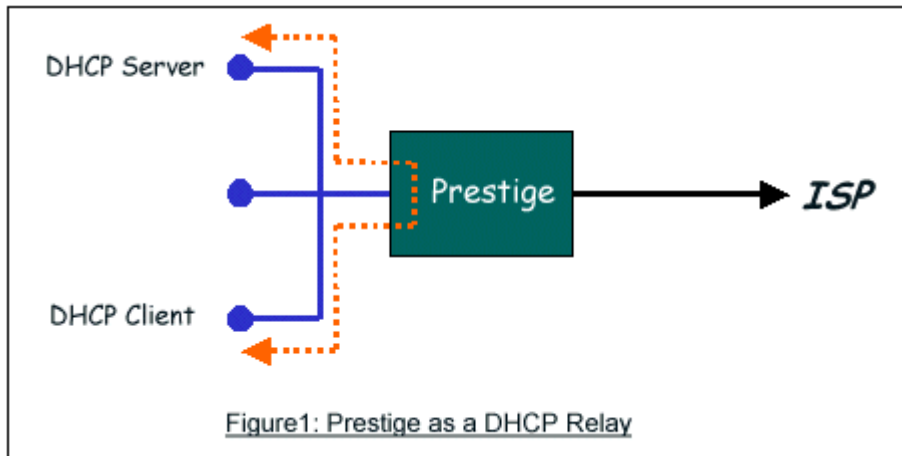 DHCP Server
Prestige
ISP
DHCP Client
Figure1: Prestige as a DHCP Relay